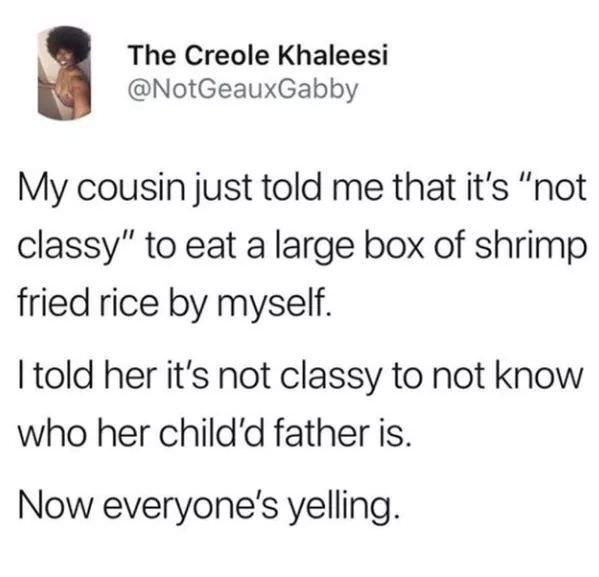 The Creole Khaleesi
@NotGeauxGabby
My cousin just told me that it's "not
classy" to eat a large box of shrimp
fried rice by myself.
I told her it's not classy to not know
who her child'd father is.
Now everyone's yelling.